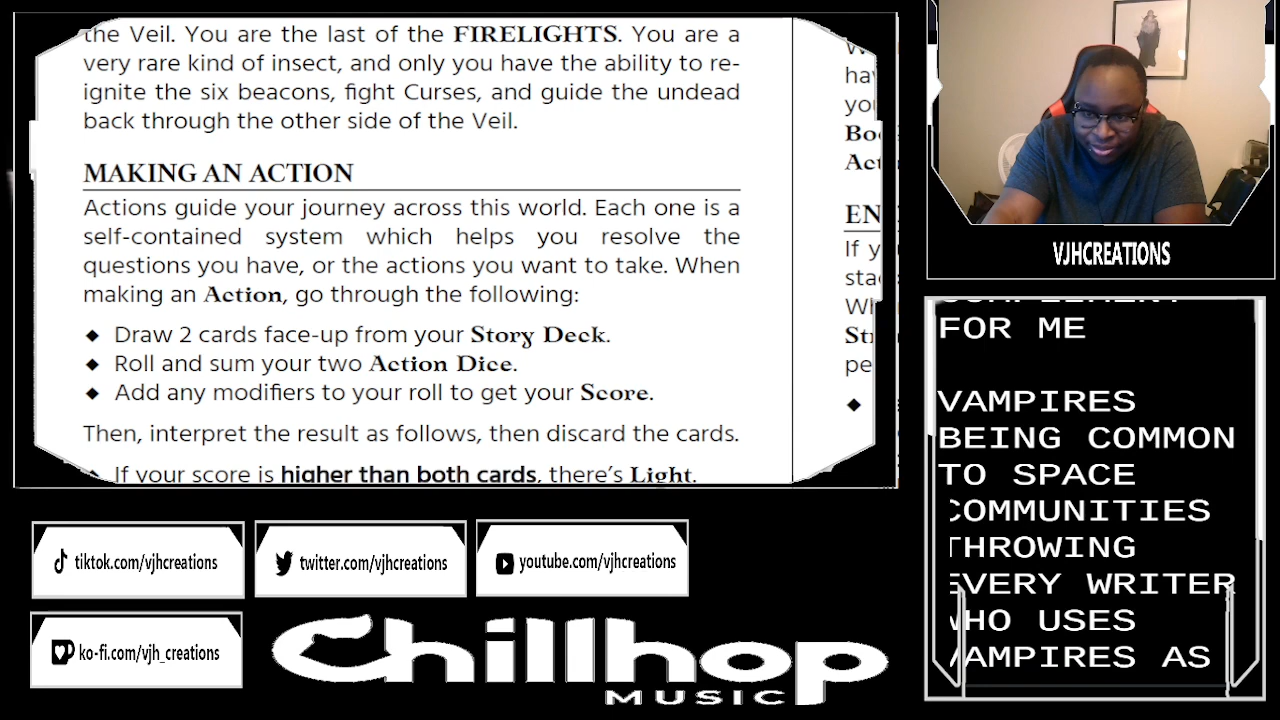 the Veil. You are the last of the FIRELIGHTS. You are a
very rare kind of insect, and only you have the ability to re-
ignite the six beacons, fight Curses, and guide the undead
back through the other side of the Veil.
MAKING AN ACTION
Actions guide your journey across this world. Each one is a
self-contained system which helps you resolve the
questions you have, or the actions you want to take. When
making an Action, go through the following:
◆ Draw 2 cards face-up from your Story Deck.
◆ Roll and sum your two Action Dice.
◆ Add any modifiers to your roll to get your Score.
Then, interpret the result as follows, then discard the cards.
If your score is higher than both cards, there's Light.
EN
If y
VJHCREATIONS
FOR ME
VAMPIRES
BEING COMMON
TO SPACE
COMMUNITIES
THROWING
EVERY WRITER
WHO USES
VAMPIRES AS
tiktok.com/vjhcreations
twitter.com/vjhcreations
youtube.com/vjhcreations
ko-fi.com/vjh_creations
Chillhop
MUSIC